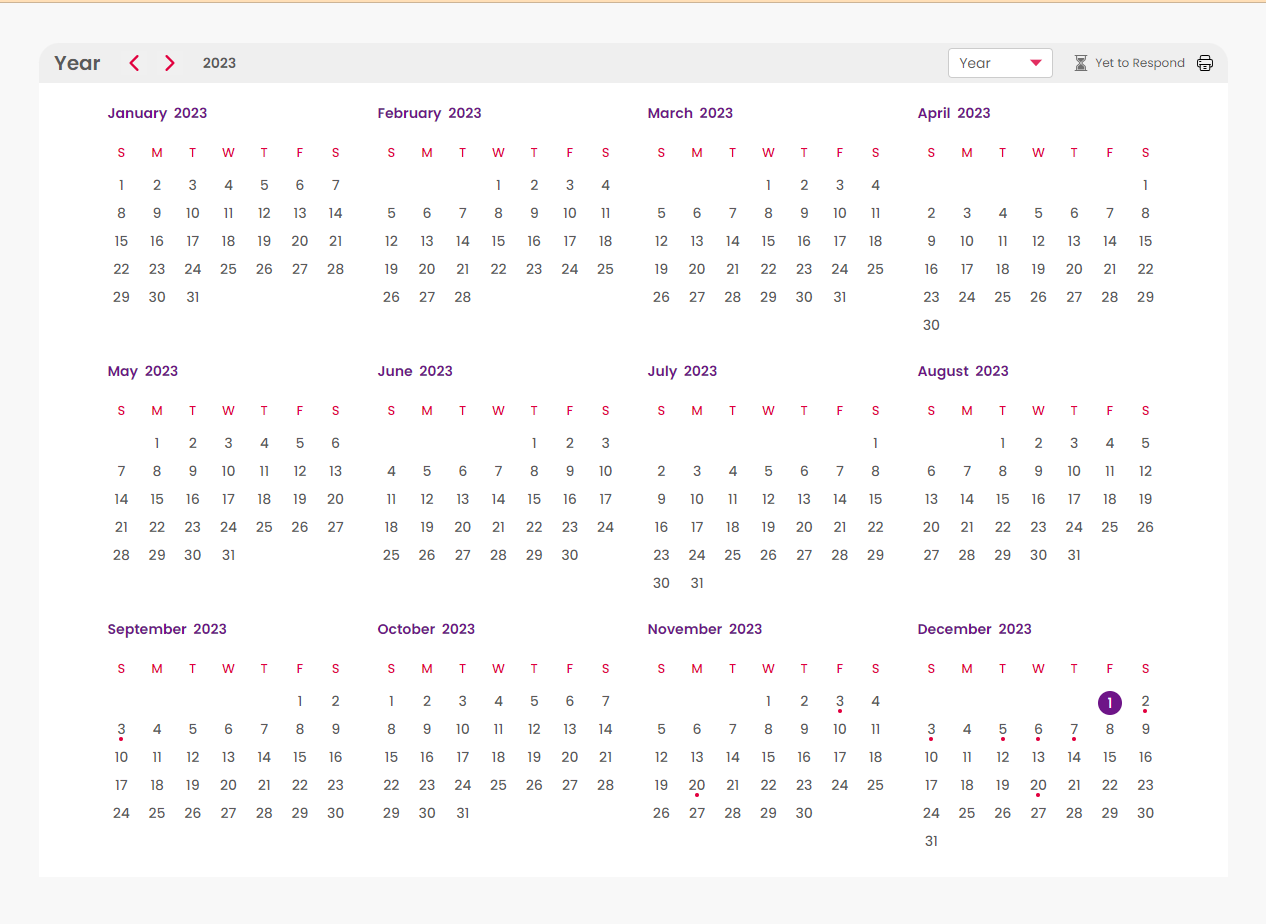 Year 2023 Year Yet to Respond
January 2023 February 2023 March 2023 April 2023
S M T W T F S S M T W T F S S M T W T F S S M T W T F S
1 2 3 4 5 6 7 1 2 3 4 1 2 3 4 1
8 9 10 11 12 13 14 5 6 7 8 9 10 11 5 6 7 8 9 10 11 2 3 4 5 6 7 8
15 16 17 18 19 20 21 12 13 14 15 16 17 18 12 13 14 15 16 17 18 9 10 11 12 13 14 15
22 23 24 25 26 27 28 19 20 21 22 23 24 25 19 20 21 22 23 24 25 16 17 18 19 20 21 22
29 30 31 26 27 28 26 27 28 29 30 31 23 24 25 26 27 28 29
30
May 2023 June 2023 July 2023 August 2023
S M T W T F S S M T W T F S S M T W T F S S M T W T F S
1 2 3 4 5 6 1 2 3 1 1 2 3 4 5
7 8 9 10 11 12 13 4 5 6 7 8 9 10 2 3 4 5 6 7 8 6 7 8 9 10 11 12
14 15 16 17 18 19 20 11 12 13 14 15 16 17 9 10 11 12 13 14 15 13 14 15 16 17 18 19
21 22 23 24 25 26 27 18 19 20 21 22 23 24 16 17 18 19 20 21 22 20 21 22 23 24 25 26
28 29 30 31 25 26 27 28 29 30 23 24 25 26 27 28 29 27 28 29 30 31
30 31
September 2023 October 2023 November 2023 December 2023
S M T W T F S S M T W T F S S M T W T F S S M T W T F S
1 2 1 2 3 4 5 6 7 1 2 3 4 1 2
3 4 5 6 7 8 9 8 9 10 11 12 13 14 5 6 7 8 9 10 11 3 4 5 6 7 8 9
10 11 12 13 14 15 16 15 16 17 18 19 20 21 12 13 14 15 16 17 18 10 11 12 13 14 15 16
17 18 19 20 21 22 23 22 23 24 25 26 27 28 19 20 21 22 23 24 25 17 18 19 20 21 22 23
24 25 26 27 28 29 30 29 30 31 26 27 28 29 30 24 25 26 27 28 29 30
31